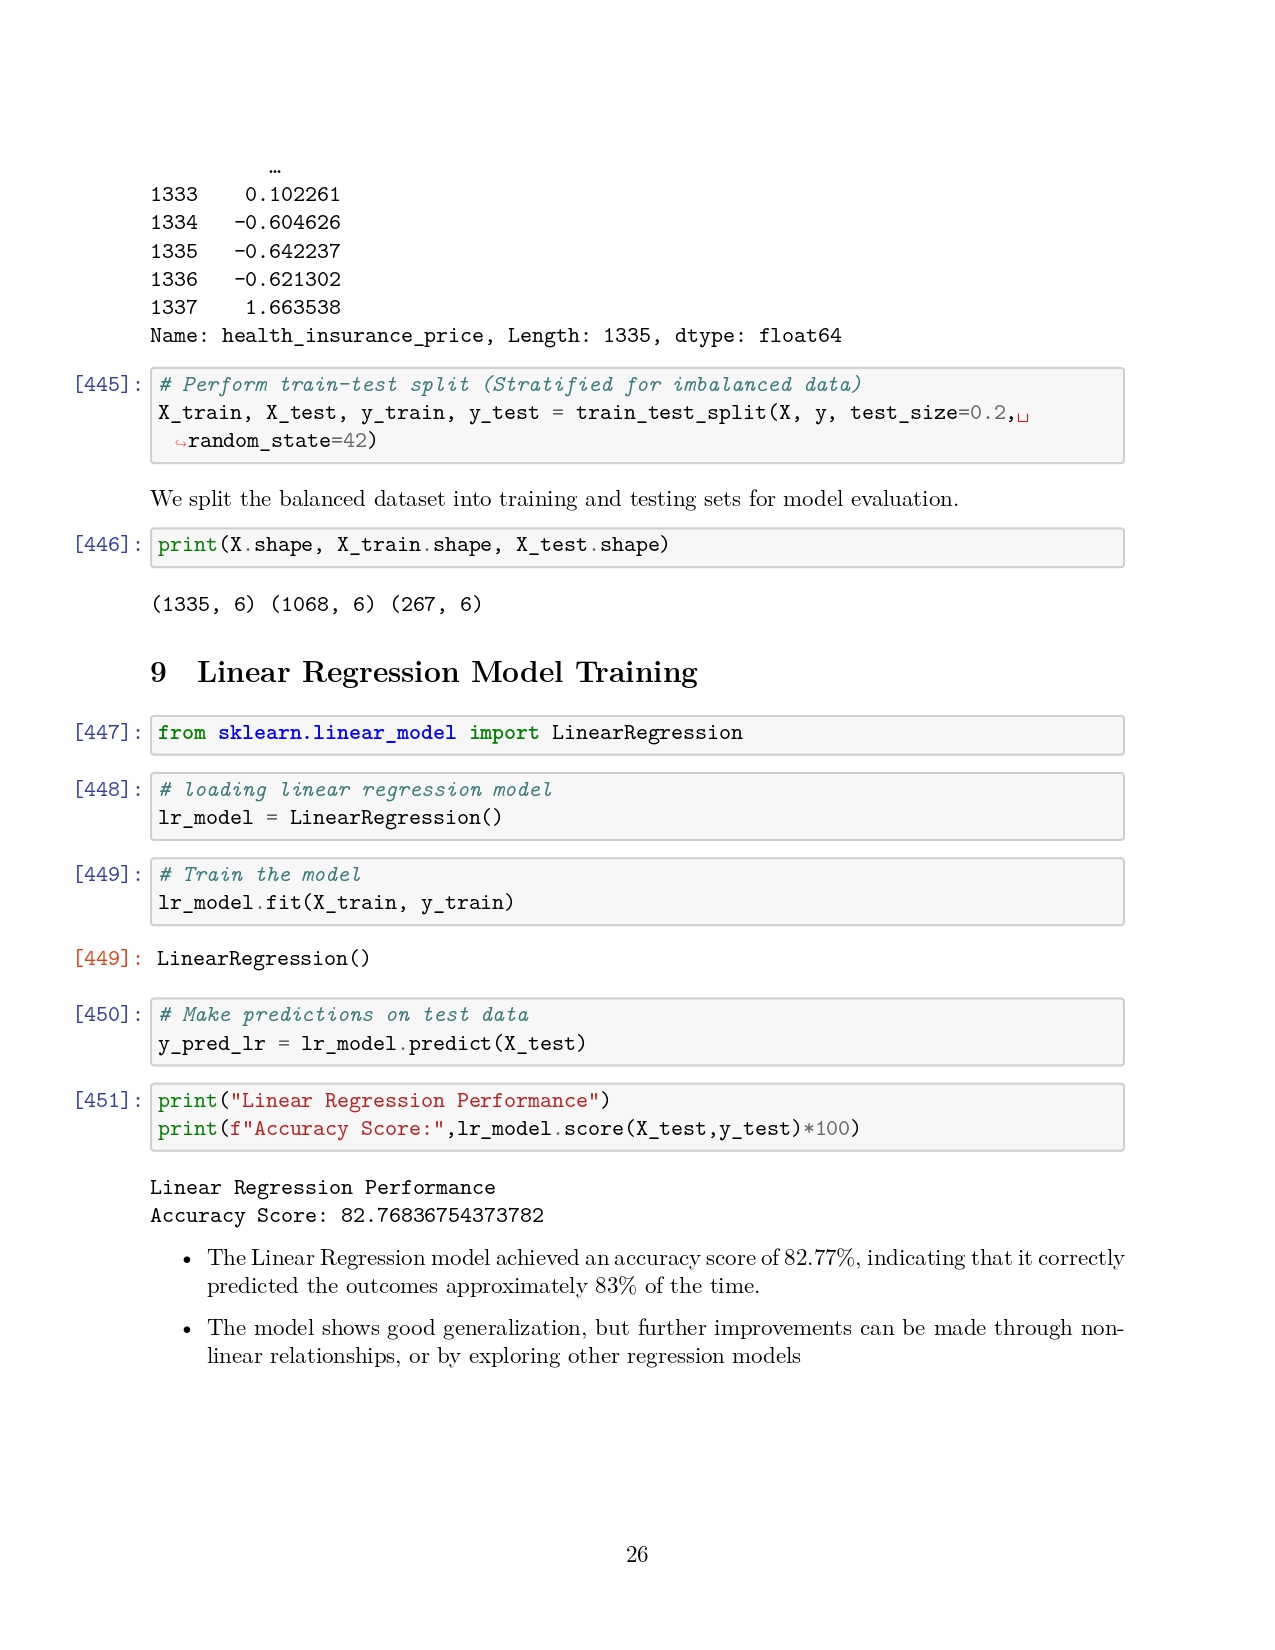 …
1333    0.102261
1334   -0.604626
1335   -0.642237
1336   -0.621302
1337    1.663538
Name: health_insurance_price, Length: 1335, dtype: float64
[445]: # Perform train-test split (Stratified for imbalanced data)
X_train, X_test, y_train, y_test = train_test_split(X, y, test_size=0.2,␣
↪random_state=42)
We split the balanced dataset into training and testing sets for model evaluation.
[446]: print(X.shape, X_train.shape, X_test.shape)
(1335, 6) (1068, 6) (267, 6)
9 Linear Regression Model Training
[447]: from sklearn.linear_model import LinearRegression
[448]: # loading linear regression model
lr_model = LinearRegression()
[449]: # Train the model
lr_model.fit(X_train, y_train)
[449]: LinearRegression()
[450]: # Make predictions on test data
y_pred_lr = lr_model.predict(X_test)
[451]: print("Linear Regression Performance")
print(f"Accuracy Score:",lr_model.score(X_test,y_test)*100)
Linear Regression Performance
Accuracy Score: 82.76836754373782
• The Linear Regression model achieved an accuracy score of 82.77%, indicating that it correctly
predicted the outcomes approximately 83% of the time.
• The model shows good generalization, but further improvements can be made through non-
linear relationships, or by exploring other regression models
26